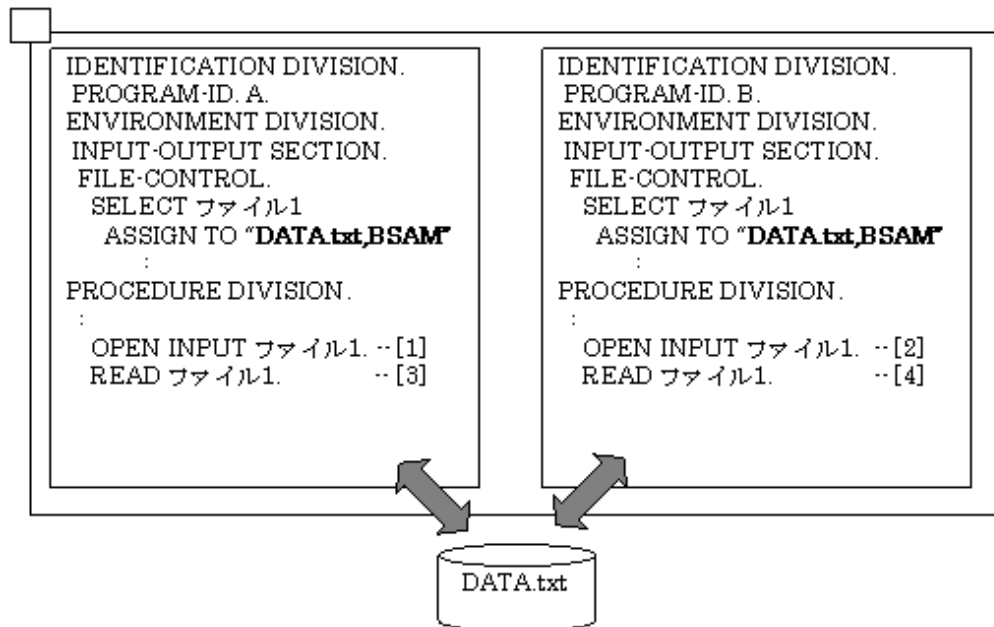 IDENTIFICATION DIVISION.
PROGRAM-ID. A.
ENVIRONMENT DIVISION.
INPUT-OUTPUT SECTION.
FILE-CONTROL.
SELECT ファイル1
ASSIGN TO “DATA.txt,BSAM”
:
PROCEDURE DIVISION.
:
OPEN INPUT ファイル1. --[1]
READ ファイル1. --[3]
IDENTIFICATION DIVISION.
PROGRAM-ID. B.
ENVIRONMENT DIVISION.
INPUT-OUTPUT SECTION.
FILE-CONTROL.
SELECT ファイル1
ASSIGN TO “DATA.txt,BSAM”
:
PROCEDURE DIVISION.
:
OPEN INPUT ファイル1. --[2]
READ ファイル1. --[4]
DATA.txt